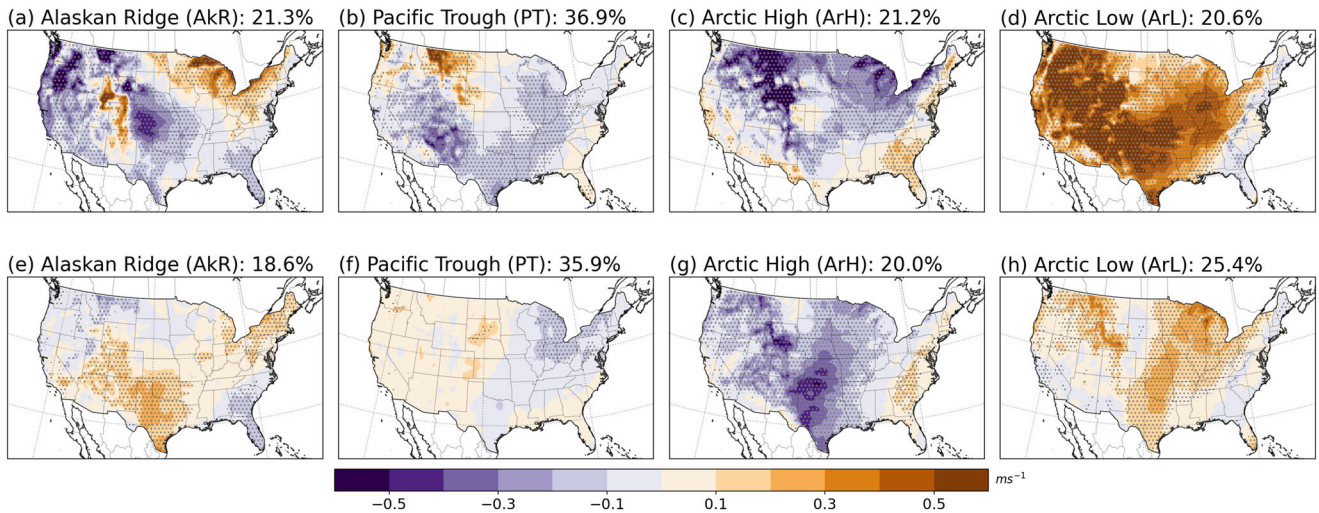 (a) Alaskan Ridge (AkR): 21.3%
(b) Pacific Trough (PT): 36.9%
(c) Arctic High (ArH): 21.2%
(d) Arctic Low (ArL): 20.6%
(e) Alaskan Ridge (AkR): 18.6%
(f) Pacific Trough (PT): 35.9%
(g) Arctic High (ArH): 20.0%
(h) Arctic Low (ArL): 25.4%
ms⁻¹
−0.5 −0.3 −0.1 0.1 0.3 0.5